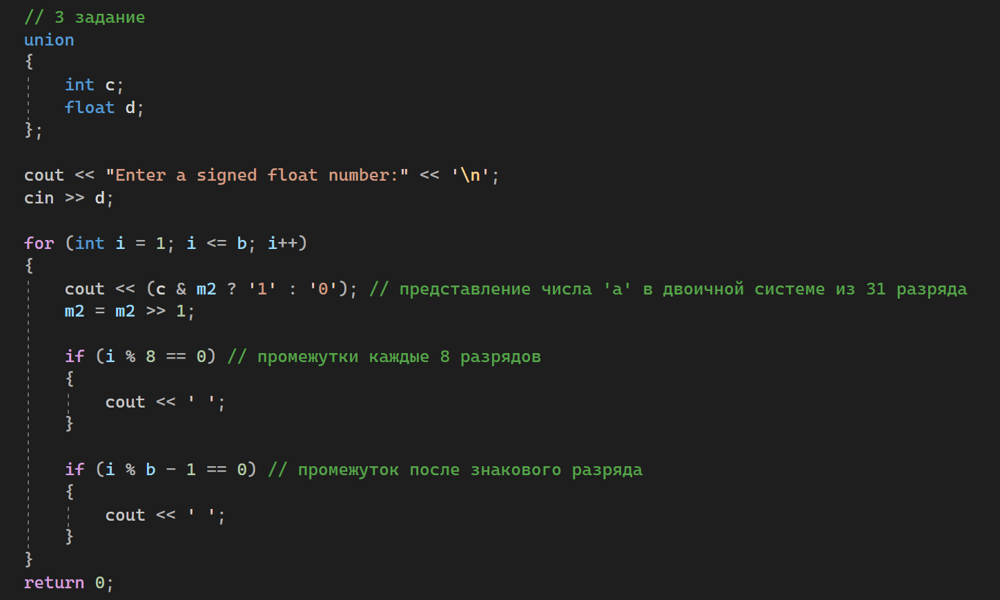 // 3 задание
union
{
    int c;
    float d;
};

cout << "Enter a signed float number:" << '\n';
cin >> d;

for (int i = 1; i <= b; i++)
{
    cout << (c & m2 ? '1' : '0'); // представление числа 'a' в двоичной системе из 31 разряда
    m2 = m2 >> 1;

    if (i % 8 == 0) // промежутки каждые 8 разрядов
    {
        cout << ' ';
    }

    if (i % b - 1 == 0) // промежуток после знакового разряда
    {
        cout << ' ';
    }
}
return 0;